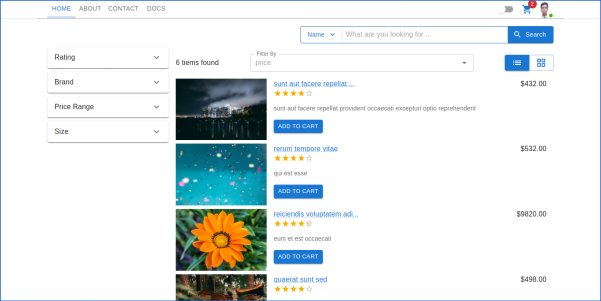 HOME ABOUT CONTACT DOCS
2
Name What are you looking for ... Search
Rating
Brand
Price Range
Size
6 tiems found
Filter By
price
sunt aut facere repellat ... $432.00
sunt aut facere repellat provident occaecati excepturi optio reprehenderit
ADD TO CART
rerum tempore vitae $532.00
qui est esse
ADD TO CART
reiciendis voluptatem adi... $9820.00
eum et est occaecati
ADD TO CART
quaerat sunt sed $498.00